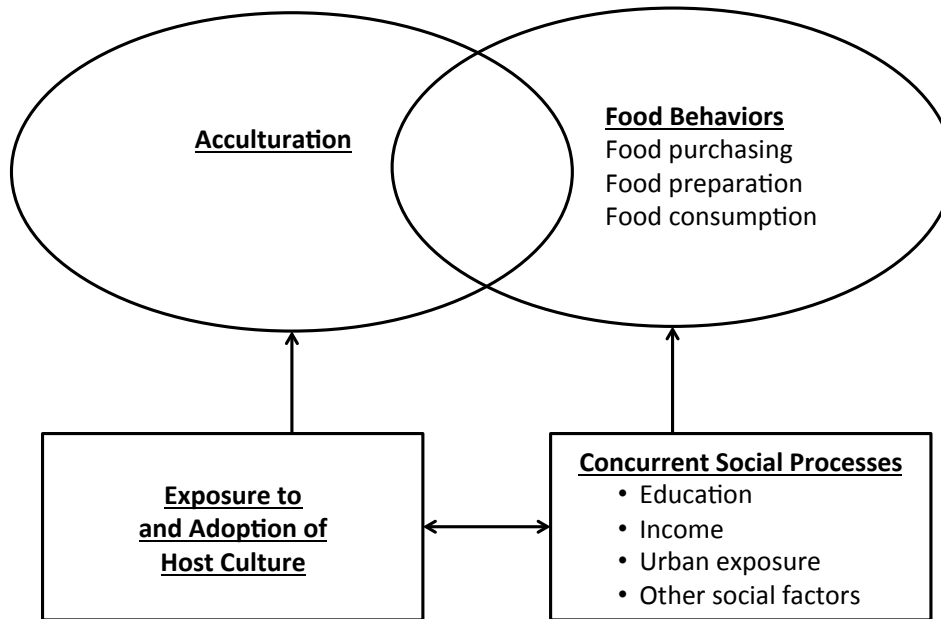 Acculturation
Food Behaviors
Food purchasing
Food preparation
Food consumption
Exposure to
and Adoption of
Host Culture
Concurrent Social Processes
• Education
• Income
• Urban exposure
• Other social factors